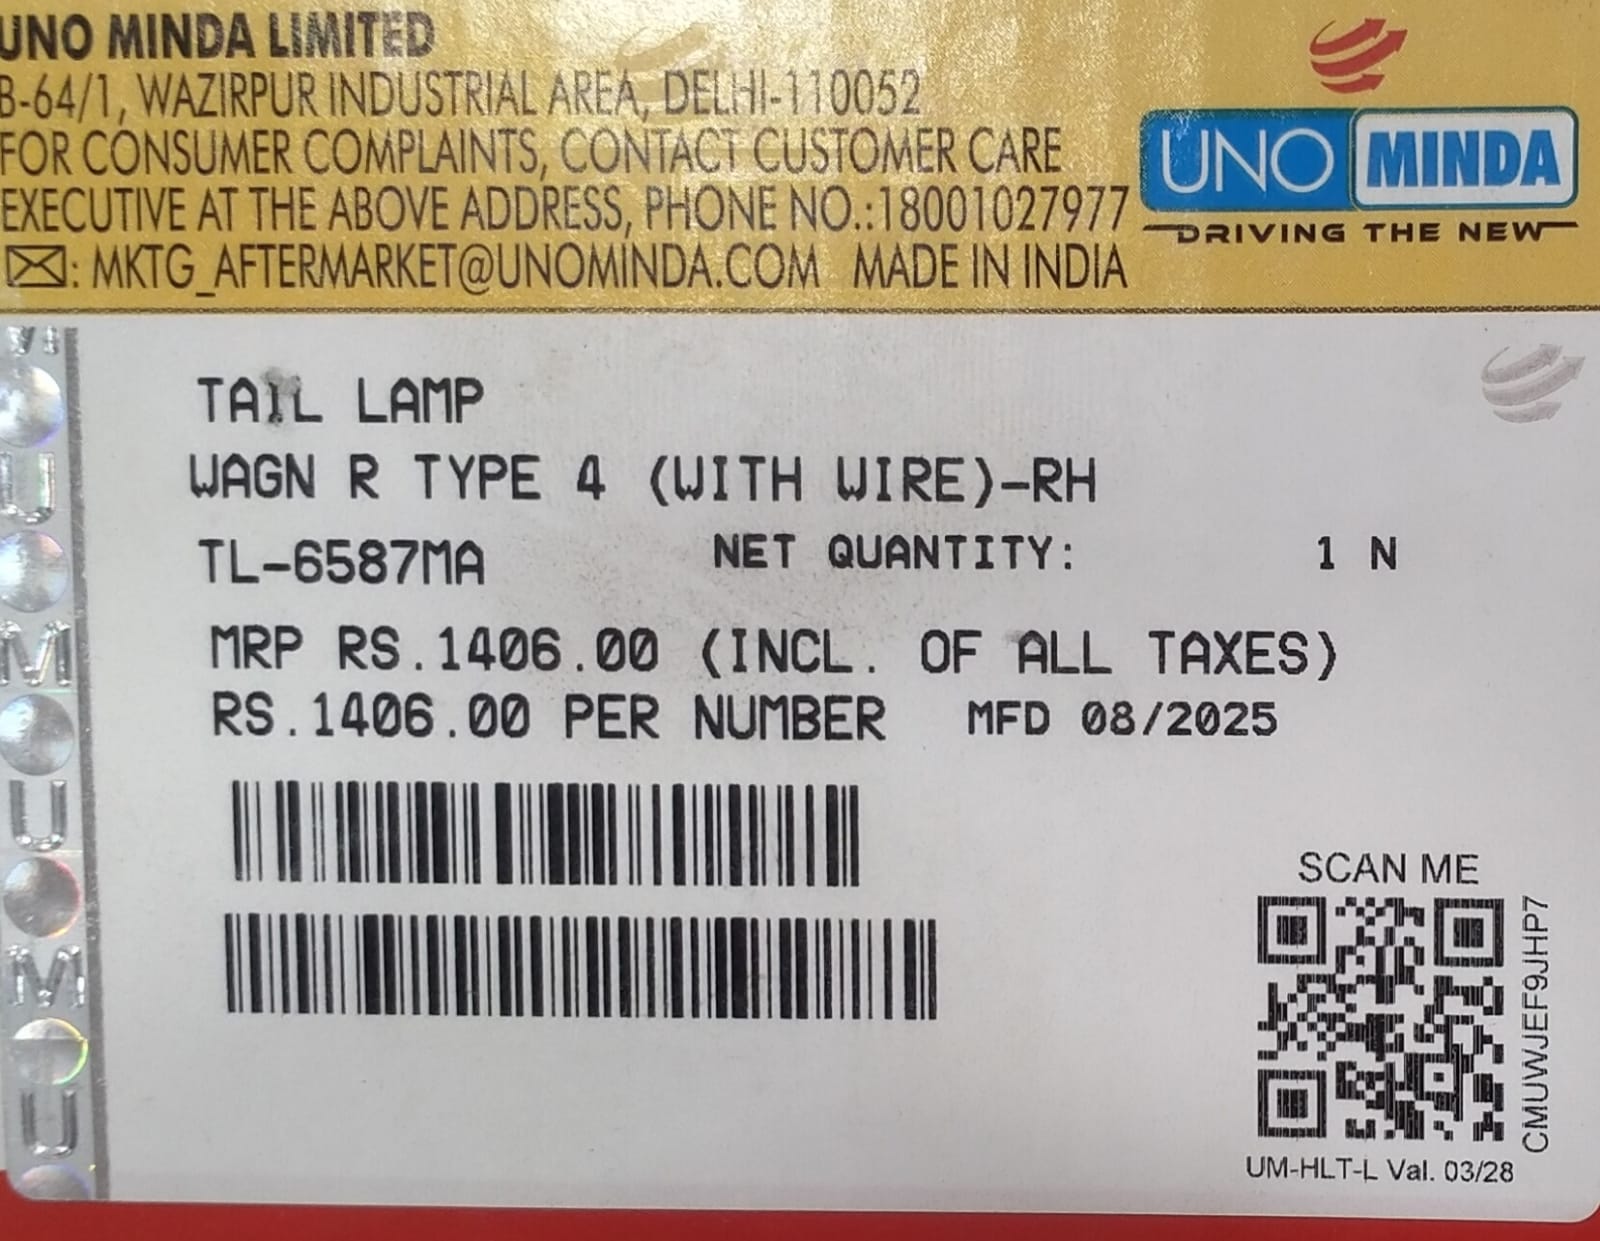 UNO MINDA LIMITED
B-64/1, WAZIRPUR INDUSTRIAL AREA, DELHI-110052
FOR CONSUMER COMPLAINTS, CONTACT CUSTOMER CARE
EXECUTIVE AT THE ABOVE ADDRESS, PHONE NO.:18001027977
: MKTG_AFTERMARKET@UNOMINDA.COM MADE IN INDIA
UNO MINDA
DRIVING THE NEW
TAIL LAMP
WAGN R TYPE 4 (WITH WIRE)-RH
TL-6587MA NET QUANTITY: 1 N
MRP RS.1406.00 (INCL. OF ALL TAXES)
RS.1406.00 PER NUMBER MFD 08/2025
SCAN ME
CMUWJEF9JHP7
UM-HLT-L Val. 03/28
M
U
M
U
M
U